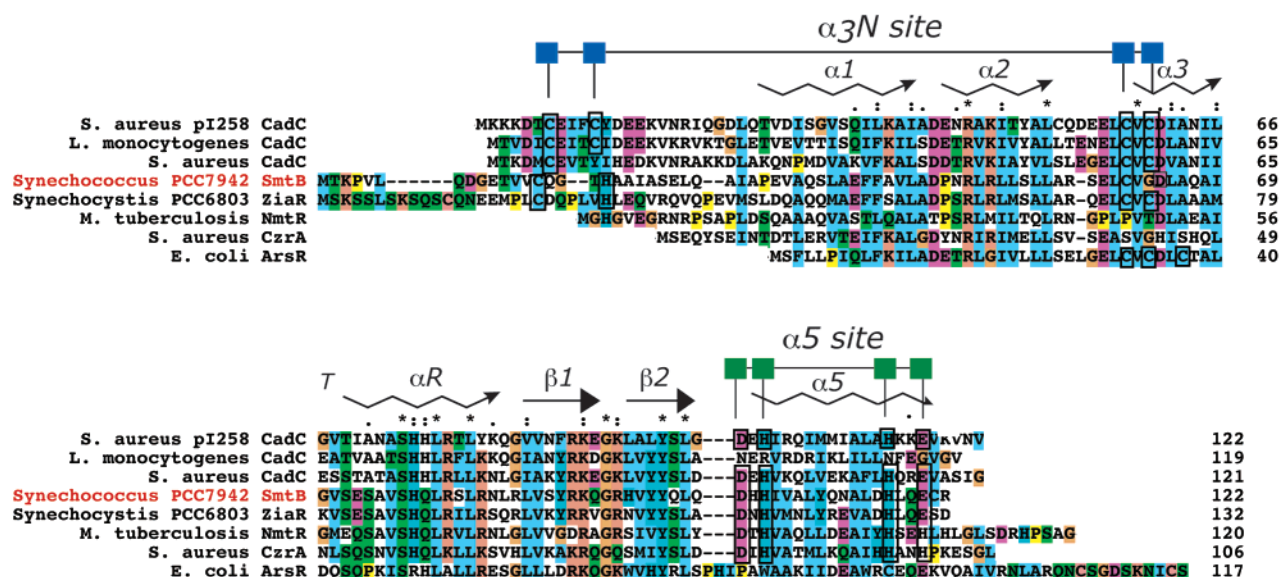 α3N site
α1 α2 α3
S. aureus pI258 CadC MKKKDTCEIFCYDEEKVNRIQGDLQTVDISGVSQILKAIADENRAKITYALCQDEELCVCDIANIL 66
L. monocytogenes CadC MTVDICEITCIDEEKVKRVKTGLETVEVTTISQIFKALSDETRVKIIYALLTENELCVCDLAVII 65
S. aureus CadC MTKDMCEVTYIHEDKVNRAKKDLAKQNPMDVAKVFKALSDDTRVKIAYVLSLEGELCVCDVANII 65
Synechococcus PCC7942 SmtB MTKPVL------QDGETVVCQG--THAAIASELQ--AIAPEVAQSLAEFFAVLADPNRLRLLSLLAR-SELCVGDLAQAI 69
Synechocystis PCC6803 ZiaR MSKSSLSKSQSCQNEEMPLCDQPLVHLEQVRQVQPEVMSLDQAQQMAEFFSALADPSRLRLMSLLAR-QELCVCDLAAAM 79
M. tuberculosis NmtR MGHGVEGRNRPSAPLDSQAAAQVASTLQALATPSRLMILTQLRN-GPLPVTDLAEAI 56
S. aureus CzrA MSEQYSEINTDTLERVTEIFKALGDYNRIRIMELLSV-SEASVGHISHQL 49
E. coli ArsR MSFLLPIQLFKILADETRLGIVLLLSELGELCVCDLCTAL 40
α5 site
T αR β1 β2 α5
S. aureus pI258 CadC GVTIANASHHLRTLYKQGVVNFRKEGKLALYSLG---DEHIRQIMMIALAHKKEVKVNV 122
L. monocytogenes CadC EATVAATSHHLRFLKKQGIANYRKDGKLVYYSLA---NERVRDRIKLILLNFEGVGV 119
S. aureus CadC ESSTATASHHLRLLKNLGIAKYRKEGKLVYYSLD---DEHVKQLVEKAFLHQREVASIG 121
Synechococcus PCC7942 SmtB GVSESAVSHQLRSLRNLRLVSYRKQGRHVYYQLQ---DHHIVALYQNALDHLQECR 122
Synechocystis PCC6803 ZiaR KVSESAVSHQLRILRSQRLVKYRRVGRNVYYSLA---DNHVMNLYREVADHLQESD 132
M. tuberculosis NmtR GMEQSAVSHQLRVLRNLGLVVGDRAGRSIVYSLY---DTHVAQLLDEAIYHSEHLHLGLSDRHPSAG 120
S. aureus CzrA NLSQSNVSHQLKLLKSVHLVKAKRQGQSMIYSLD---DIHVATMLKQAIHHANHPKESGL 106
E. coli ArsR DQSQPKISRHLALLRESGLLLDRKQGKWVHYRLSPHIPAWAAKIIDEAWRCEQEKVQAIVRNLARQNCSGDSKNICS 117